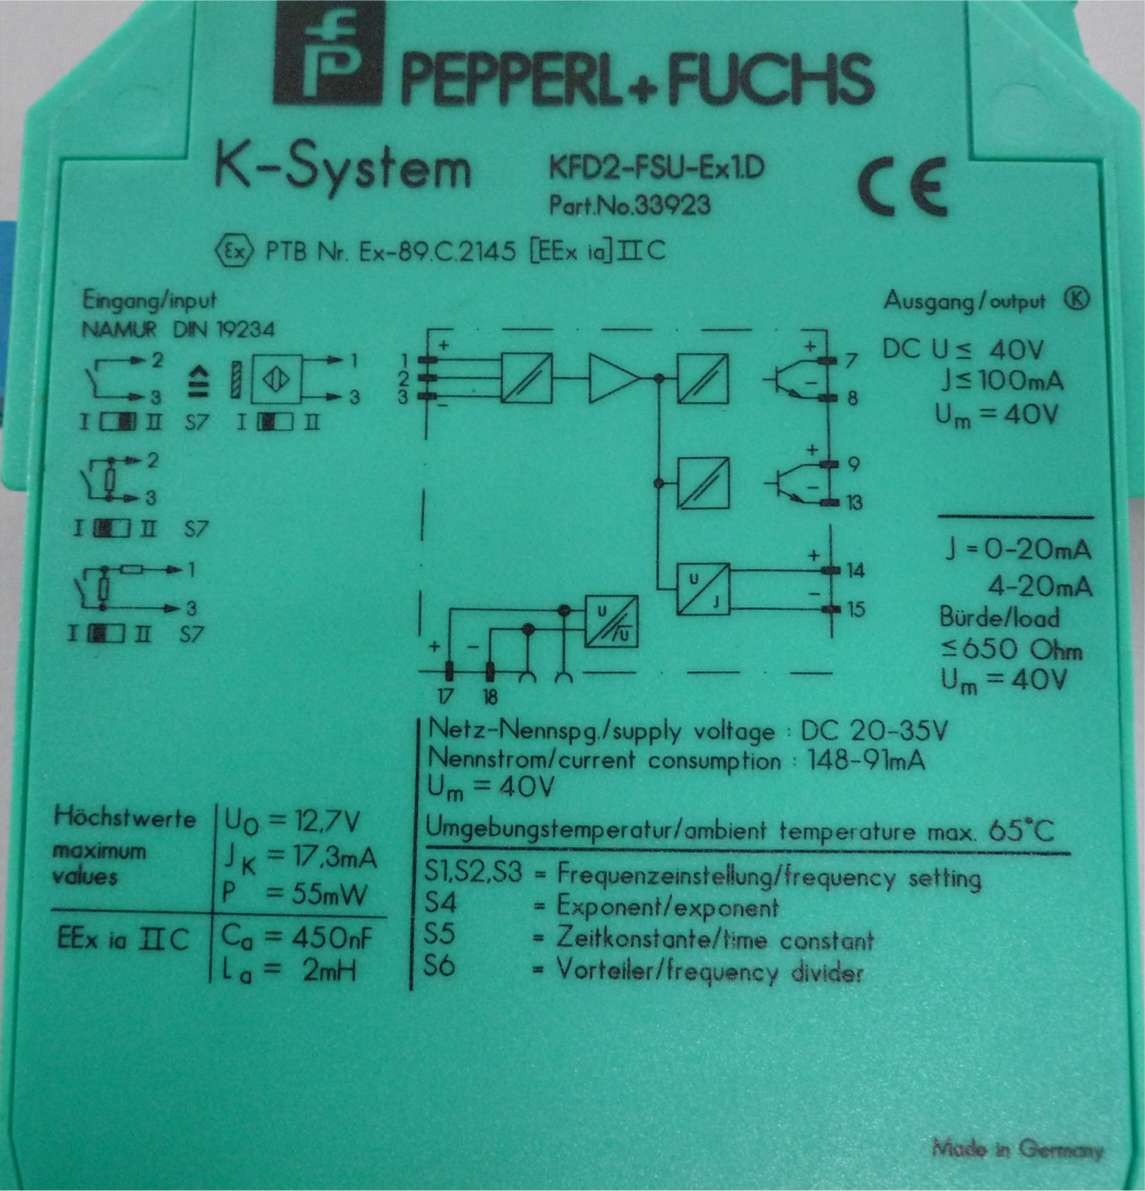 PEPPERL+FUCHS
K-System
KFD2-FSU-Ex1.D
Part.No.33923
CE
Ex PTB Nr. Ex-89.C.2145 [EEx ia]IIC
Eingang/input
NAMUR DIN 19234
2
3
≙
1
3
I II S7 I II
2
3
I II S7
1
3
I II S7
1
2
3
+
−
+
7
−
8
+
9
−
13
+
14
−
15
U
J
U
U
+
−
17
18
Ausgang/output K
DC U≤ 40V
J≤100mA
Um = 40V
J = 0-20mA
4-20mA
Bürde/load
≤650 Ohm
Um = 40V
Netz-Nennspg./supply voltage : DC 20-35V
Nennstrom/current consumption : 148-91mA
Um = 40V
Umgebungstemperatur/ambient temperature max. 65°C
S1,S2,S3 = Frequenzeinstellung/frequency setting
S4 = Exponent/exponent
S5 = Zeitkonstante/time constant
S6 = Vorteiler/frequency divider
Höchstwerte
maximum
values
UO = 12,7V
JK = 17,3mA
P = 55mW
EEx ia IIC
Ca = 450nF
La = 2mH
Made in Germany